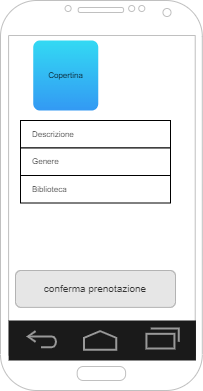 Copertina
Descrizione
Genere
Biblioteca
conferma prenotazione